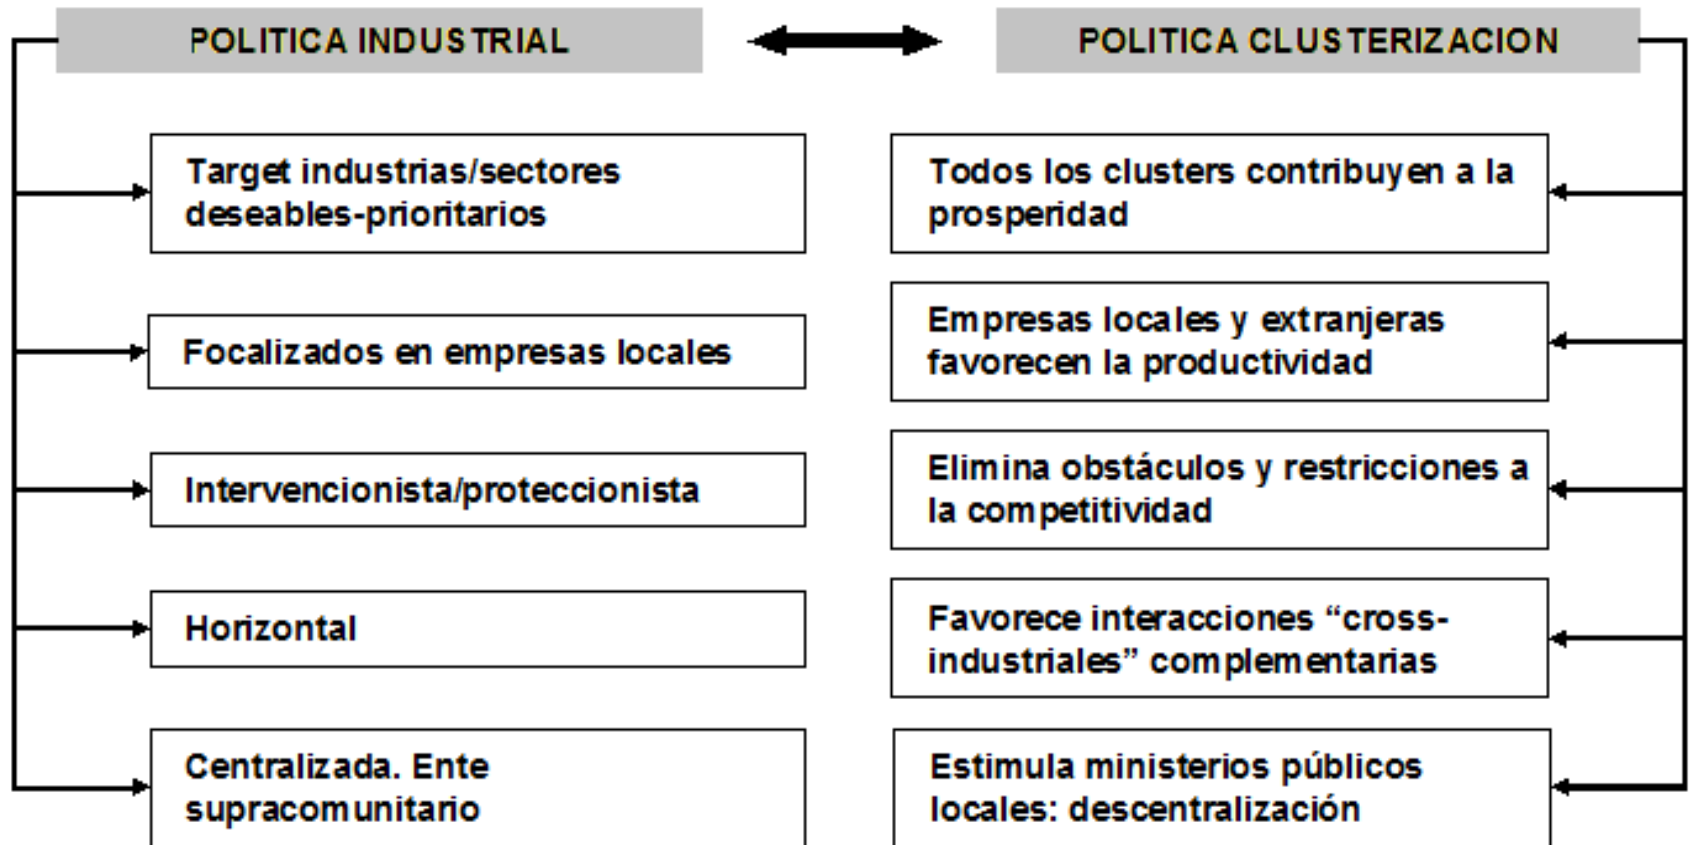 POLITICA INDUSTRIAL
POLITICA CLUSTERIZACION
Target industrias/sectores
deseables-prioritarios
Todos los clusters contribuyen a la
prosperidad
Focalizados en empresas locales
Empresas locales y extranjeras
favorecen la productividad
Intervencionista/proteccionista
Elimina obstáculos y restricciones a
la competitividad
Horizontal
Favorece interacciones “cross-
industriales” complementarias
Centralizada. Ente
supracomunitario
Estimula ministerios públicos
locales: descentralización